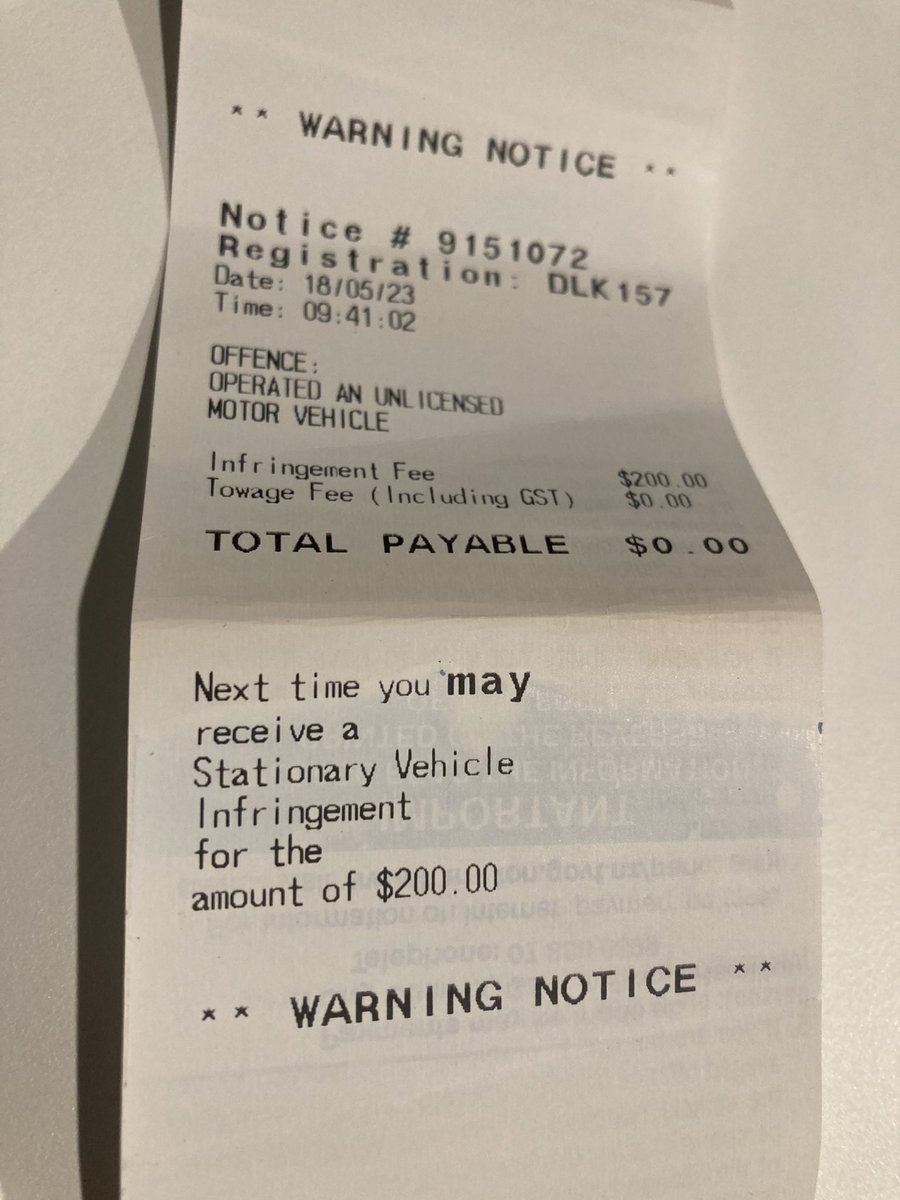 ** WARNING NOTICE **
Notice # 9151072
Registration: DLK157
Date: 18/05/23
Time: 09:41:02
OFFENCE:
OPERATED AN UNLICENSED
MOTOR VEHICLE
Infringement Fee $200.00
Towage Fee (Including GST) $0.00
TOTAL PAYABLE $0.00
Next time you may
receive a
Stationary Vehicle
Infringement
for the
amount of $200.00
** WARNING NOTICE **
IMPORTANT